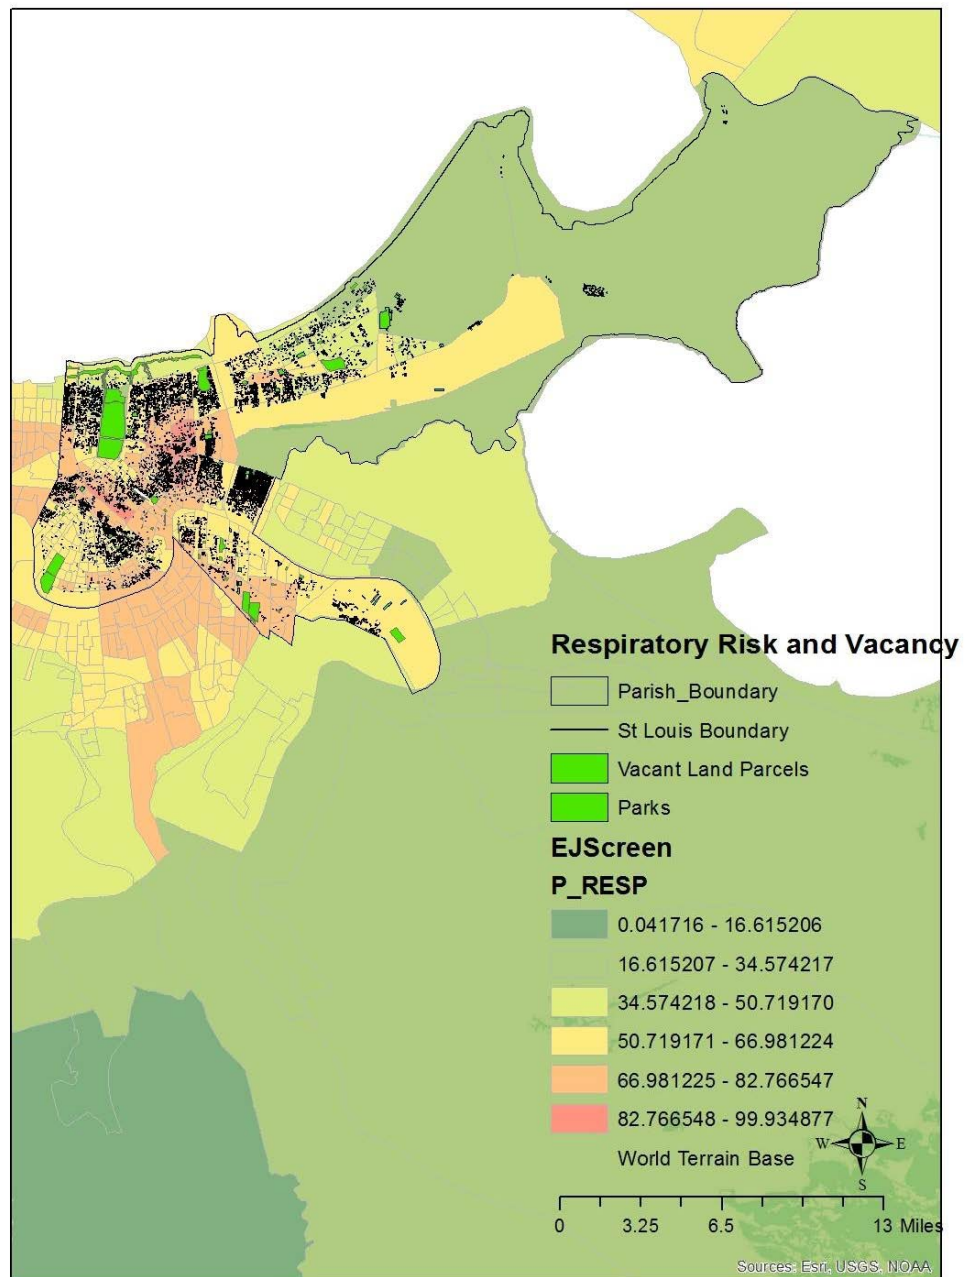 Respiratory Risk and Vacancy
Parish_Boundary
St Louis Boundary
Vacant Land Parcels
Parks
EJScreen
P_RESP
0.041716 - 16.615206
16.615207 - 34.574217
34.574218 - 50.719170
50.719171 - 66.981224
66.981225 - 82.766547
82.766548 - 99.934877
World Terrain Base
N
W E
S
0 3.25 6.5 13 Miles
Sources: Esri, USGS, NOAA